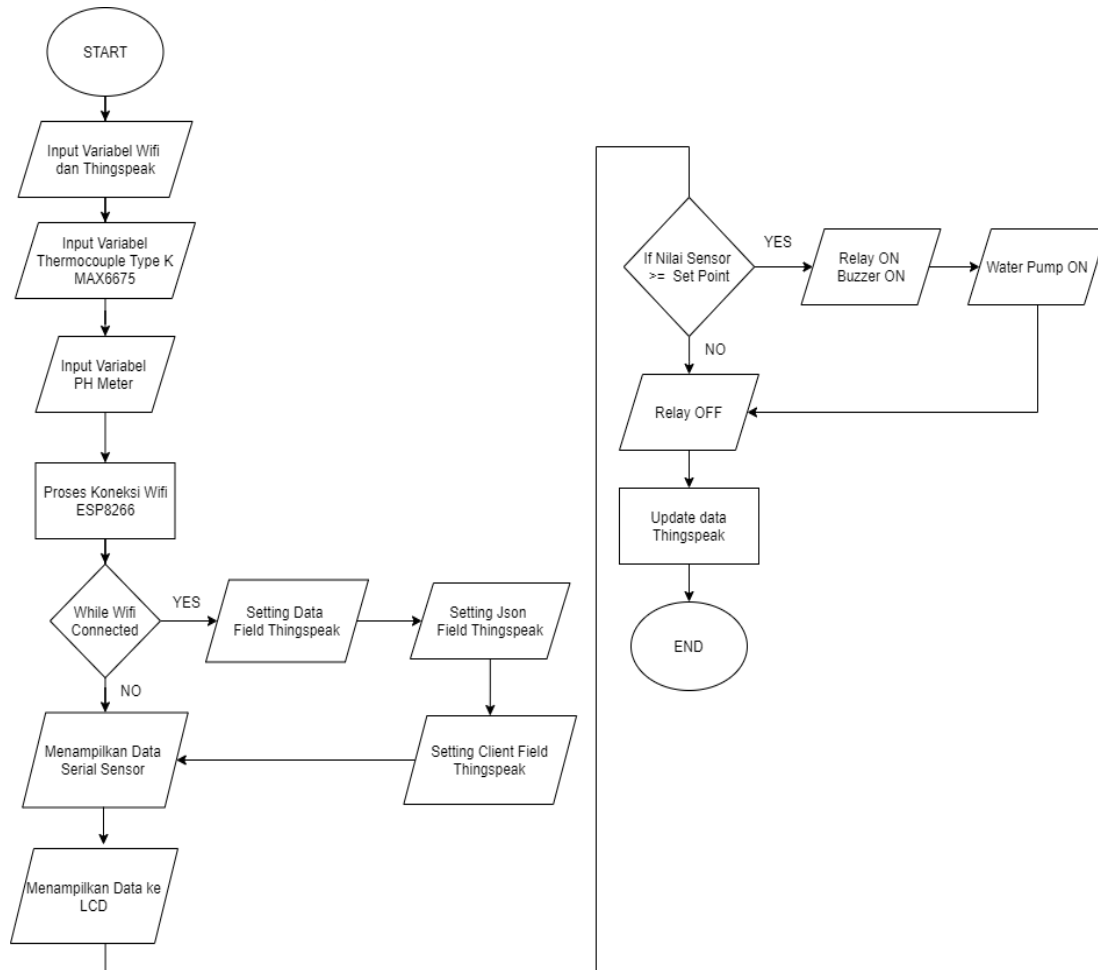 START
Input Variabel Wifi
dan Thingspeak
Input Variabel
Thermocouple Type K
MAX6675
Input Variabel
PH Meter
Proses Koneksi Wifi
ESP8266
While Wifi
Connected
YES
Setting Data
Field Thingspeak
Setting Json
Field Thingspeak
Setting Client Field
Thingspeak
NO
Menampilkan Data
Serial Sensor
Menampilkan Data ke
LCD
If Nilai Sensor
>= Set Point
YES
Relay ON
Buzzer ON
Water Pump ON
NO
Relay OFF
Update data
Thingspeak
END